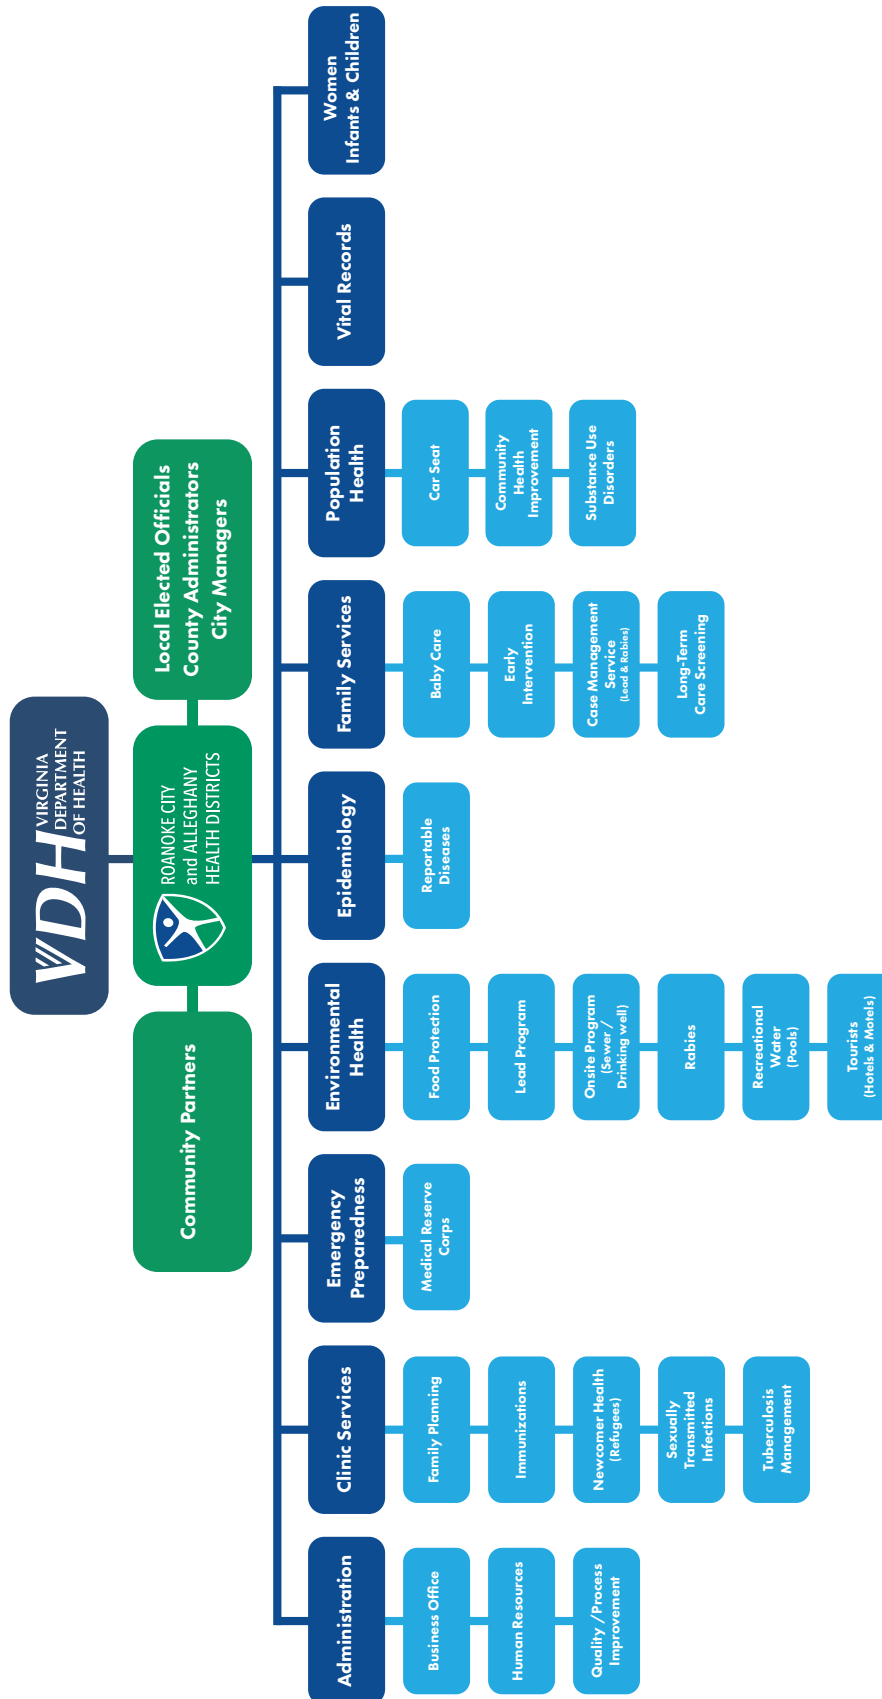 VDH
VIRGINIA
DEPARTMENT
OF HEALTH
Community Partners
ROANOKE CITY
and ALLEGHANY
HEALTH DISTRICTS
Local Elected Officials
County Administrators
City Managers
Administration
Business Office
Human Resources
Quality /Process
Improvement
Clinic Services
Family Planning
Immunizations
Newcomer Health
(Refugees)
Sexually
Transmitted
Infections
Tuberculosis
Management
Emergency
Preparedness
Medical Reserve
Corps
Environmental
Health
Food Protection
Lead Program
Onsite Program
(Sewer /
Drinking well)
Rabies
Recreational
Water
(Pools)
Tourists
(Hotels & Motels)
Epidemiology
Reportable
Diseases
Family Services
Baby Care
Early
Intervention
Case Management
Service
(Lead & Rabies)
Long-Term
Care Screening
Population
Health
Car Seat
Community
Health
Improvement
Substance Use
Disorders
Vital Records
Women
Infants & Children